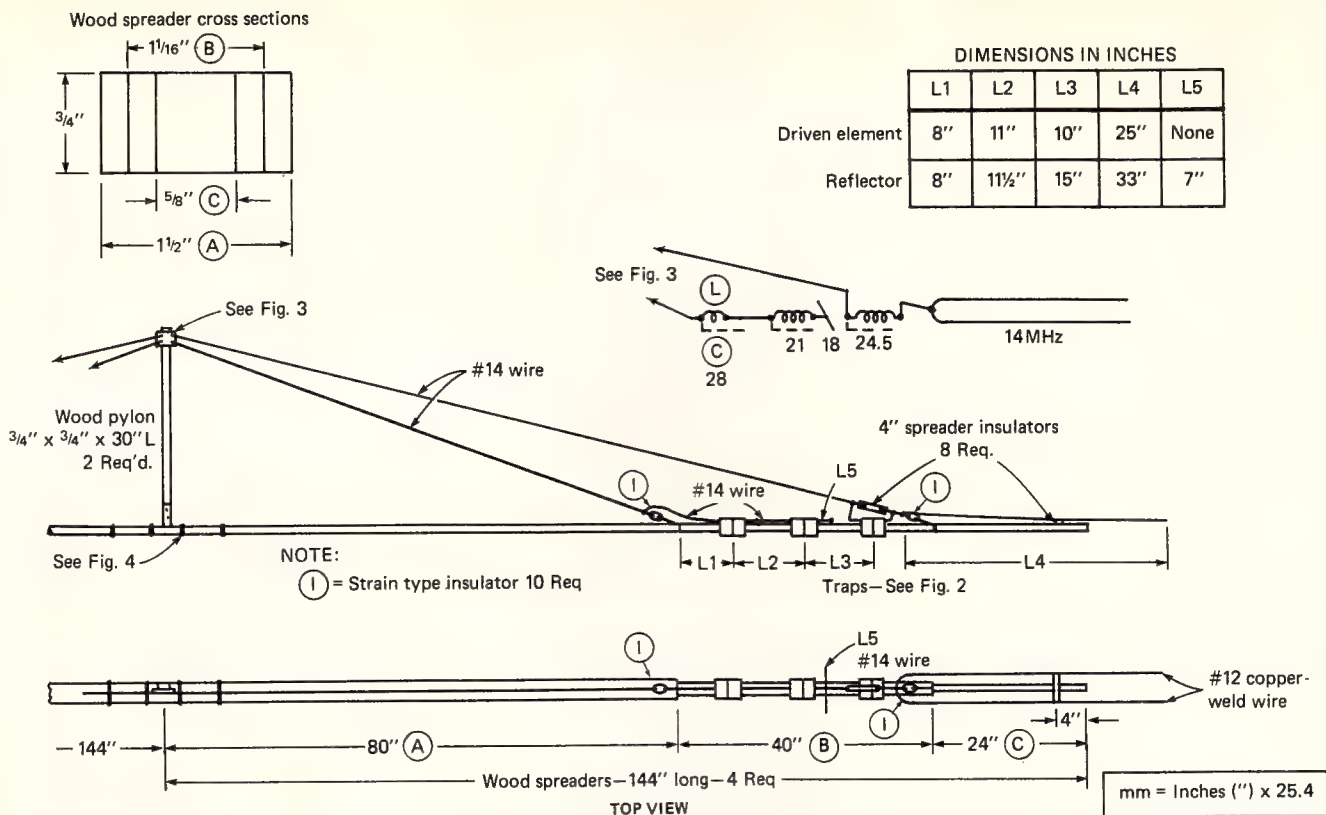 Wood spreader cross sections
1 1/16" (B)
3/4"
5/8" (C)
1 1/2" (A)
DIMENSIONS IN INCHES
L1 L2 L3 L4 L5
Driven element 8" 11" 10" 25" None
Reflector 8" 11½" 15" 33" 7"
See Fig. 3
L
C
28
21
18
24.5
14MHz
See Fig. 3
#14 wire
Wood pylon
3/4" x 3/4" x 30"L
2 Req'd.
4" spreader insulators
8 Req.
I
#14 wire
L5
I
See Fig. 4
NOTE:
(I) = Strain type insulator 10 Req
L1
L2
L3
L4
Traps—See Fig. 2
I
L5
#14 wire
I
#12 copper-
weld wire
4"
144"
80" (A)
40" (B)
24" (C)
Wood spreaders—144" long—4 Req
TOP VIEW
mm = Inches (") x 25.4